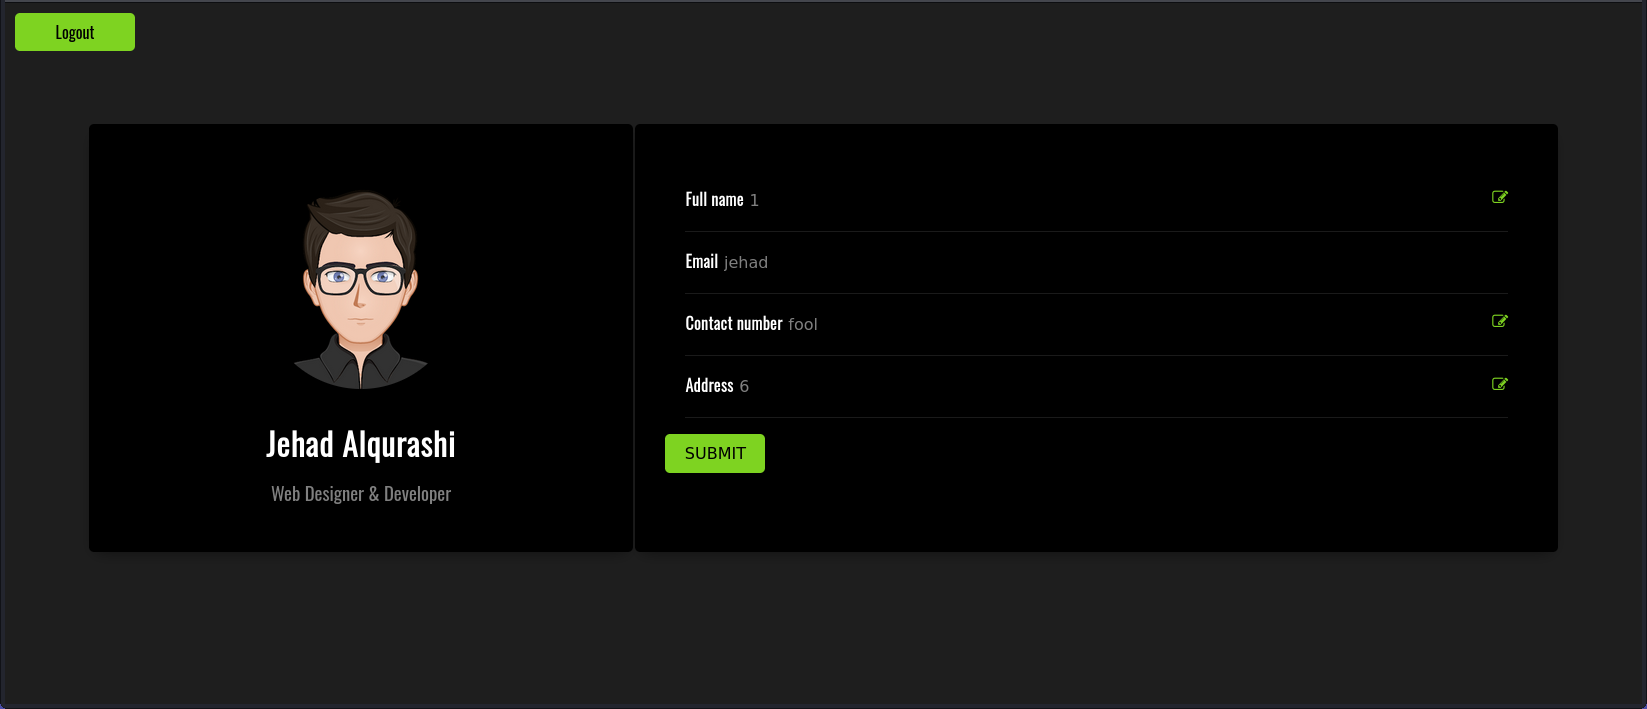 Logout
Jehad Alqurashi
Web Designer & Developer
Full name 1
Email jehad
Contact number fool
Address 6
SUBMIT